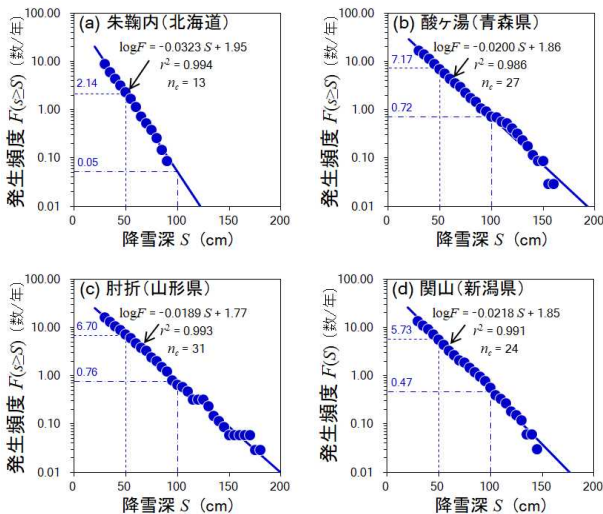 (a) 朱鞠内(北海道)
logF = -0.0323 S + 1.95
r² = 0.994
nₑ = 13
100.00
10.00
1.00
0.10
0.01
2.14
0.05
0
50
100
150
200
発生頻度 F(s≥S) (数/年)
降雪深 S (cm)
(b) 酸ヶ湯(青森県)
logF = -0.0200 S + 1.86
r² = 0.986
nₑ = 27
100.00
10.00
1.00
0.10
0.01
7.17
0.72
0
50
100
150
200
発生頻度 F(s≥S) (数/年)
降雪深 S (cm)
(c) 肘折(山形県)
logF = -0.0189 S + 1.77
r² = 0.993
nₑ = 31
100.00
10.00
1.00
0.10
0.01
6.70
0.76
0
50
100
150
200
発生頻度 F(s≥S) (数/年)
降雪深 S (cm)
(d) 関山(新潟県)
logF = -0.0218 S + 1.85
r² = 0.991
nₑ = 24
100.00
10.00
1.00
0.10
0.01
5.73
0.47
0
50
100
150
200
発生頻度 F(S) (数/年)
降雪深 S (cm)